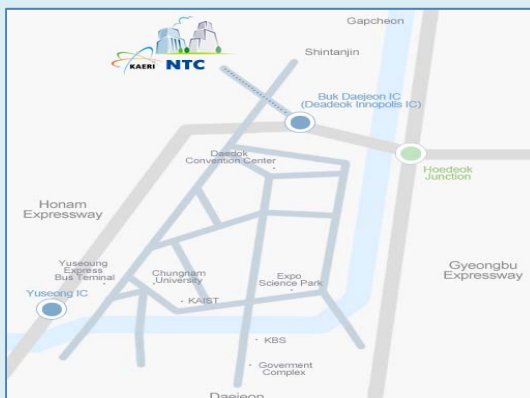 Gapcheon
Shintanjin
KAERI NTC
Buk Daejeon IC
(Deadeok Innopolis IC)
Daedok
Convention Center
Hoedeok
Junction
Honam
Expressway
Yuseoung
Express
Bus Teminal
Chungnam
University
Expo
Science Park
Gyeongbu
Expressway
Yuseong IC
KAIST
KBS
Goverment
Complex
Daejeon